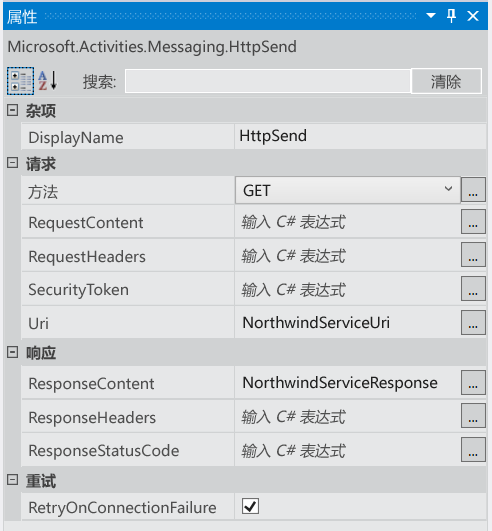 属性
Microsoft.Activities.Messaging.HttpSend
搜索: 清除
杂项
DisplayName HttpSend
请求
方法 GET ...
RequestContent 输入 C# 表达式 ...
RequestHeaders 输入 C# 表达式 ...
SecurityToken 输入 C# 表达式 ...
Uri NorthwindServiceUri ...
响应
ResponseContent NorthwindServiceResponse ...
ResponseHeaders 输入 C# 表达式 ...
ResponseStatusCode 输入 C# 表达式 ...
重试
RetryOnConnectionFailure